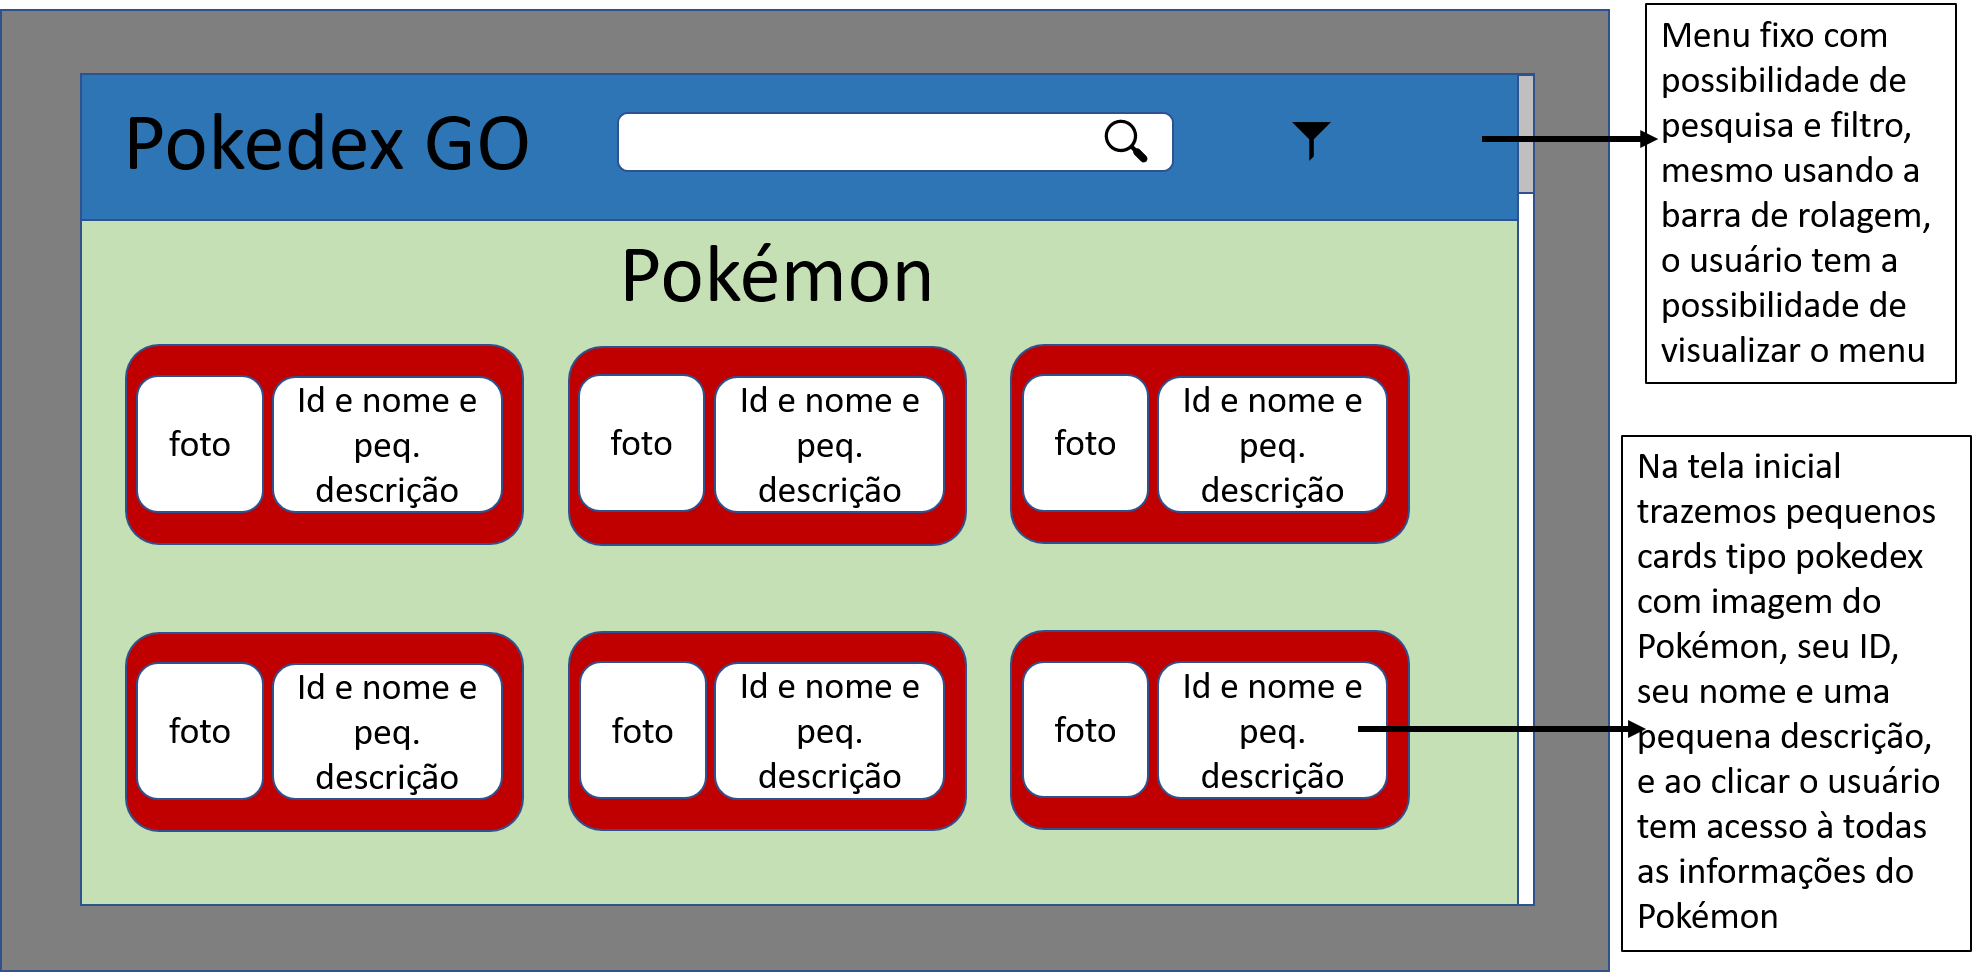 Pokedex GO
Pokémon
foto
Id e nome e
peq.
descrição
foto
Id e nome e
peq.
descrição
foto
Id e nome e
peq.
descrição
foto
Id e nome e
peq.
descrição
foto
Id e nome e
peq.
descrição
foto
Id e nome e
peq.
descrição
Menu fixo com
possibilidade de
pesquisa e filtro,
mesmo usando a
barra de rolagem,
o usuário tem a
possibilidade de
visualizar o menu
Na tela inicial
trazemos pequenos
cards tipo pokedex
com imagem do
Pokémon, seu ID,
seu nome e uma
pequena descrição,
e ao clicar o usuário
tem acesso à todas
as informações do
Pokémon